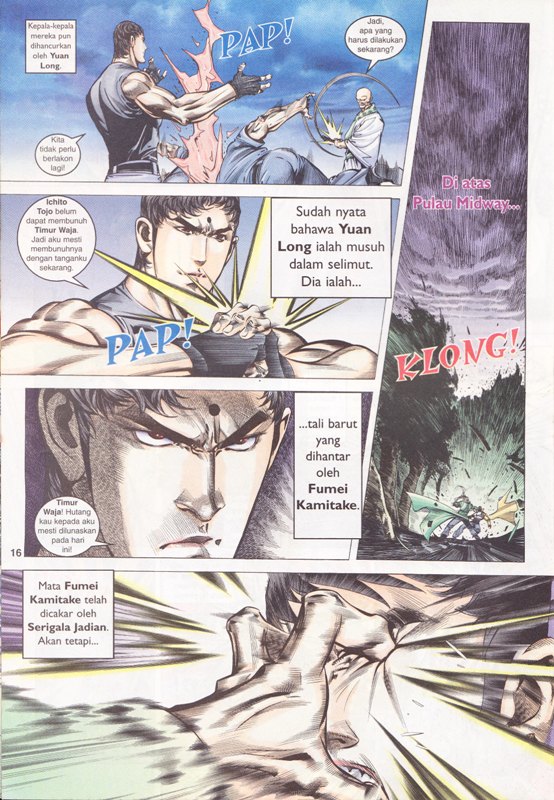 Kepala-kepala
mereka pun
dihancurkan
oleh Yuan
Long.
PAP!
Jadi,
apa yang
harus dilakukan
sekarang?
Kita
tidak perlu
berlakon
lagi!
Di atas
Pulau Midway...
KLONG!
Ichito
Tojo belum
dapat membunuh
Timur Waja.
Jadi aku mesti
membunuhnya
dengan tanganku
sekarang.
Sudah nyata
bahawa Yuan
Long ialah musuh
dalam selimut.
Dia ialah...
PAP!
...tali barut
yang
dihantar
oleh
Fumei
Kamitake.
Timur
Waja! Hutang
kau kepada aku
mesti dilunaskan
pada hari
ini!
16
Mata Fumei
Kamitake telah
dicakar oleh
Serigala Jadian.
Akan tetapi...